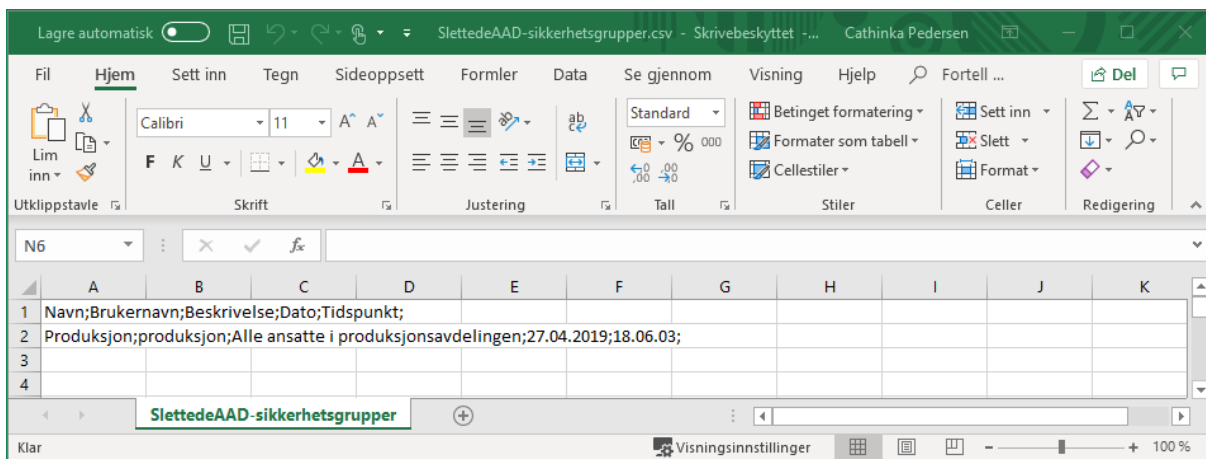 Lagre automatisk SlettedeAAD-sikkerhetsgrupper.csv - Skrivebeskyttet -... Cathinka Pedersen
Fil Hjem Sett inn Tegn Sideoppsett Formler Data Se gjennom Visning Hjelp Fortell ... Del
Lim inn
Calibri 11 A^ A˅
F K U A
ab c
Standard
% 000
,00 ,00
Betinget formatering
Formater som tabell
Cellestiler
Sett inn
Slett
Format
Utklippstavle Skrift Justering Tall Stiler Celler Redigering
N6 fx
A B C D E F G H I J K
1 Navn;Brukernavn;Beskrivelse;Dato;Tidspunkt;
2 Produksjon;produksjon;Alle ansatte i produksjonsavdelingen;27.04.2019;18.06.03;
3
4
SlettedeAAD-sikkerhetsgrupper
Klar Visningsinnstillinger 100 %